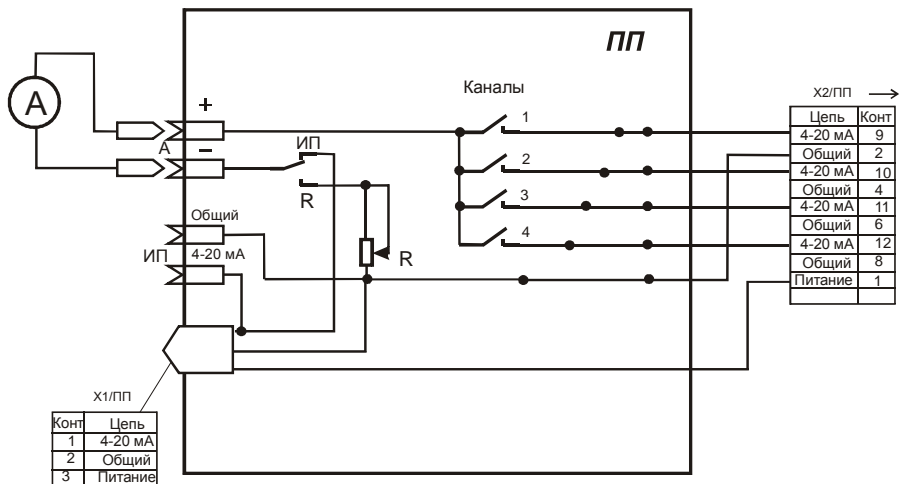 ПП
Каналы
A
+
А
–
ИП
R
Общий
ИП
4-20 мА
R
1
2
3
4
X2/ПП
Цепь Конт
4-20 мА 9
Общий 2
4-20 мА 10
Общий 4
4-20 мА 11
Общий 6
4-20 мА 12
Общий 8
Питание 1
X1/ПП
Конт Цепь
1 4-20 мА
2 Общий
3 Питание